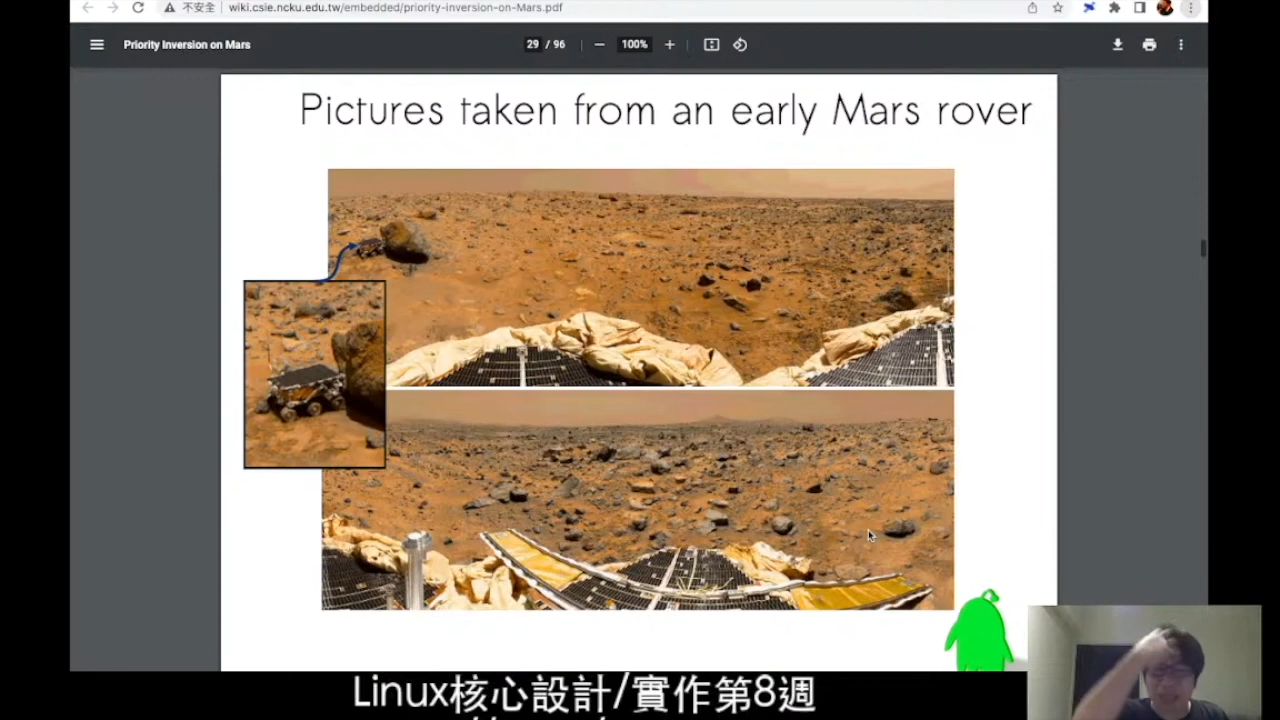 不安全
wiki.csie.ncku.edu.tw/embedded/priority-inversion-on-Mars.pdf
Priority Inversion on Mars
29 / 96
100%
Pictures taken from an early Mars rover
Linux核心設計/實作第8週